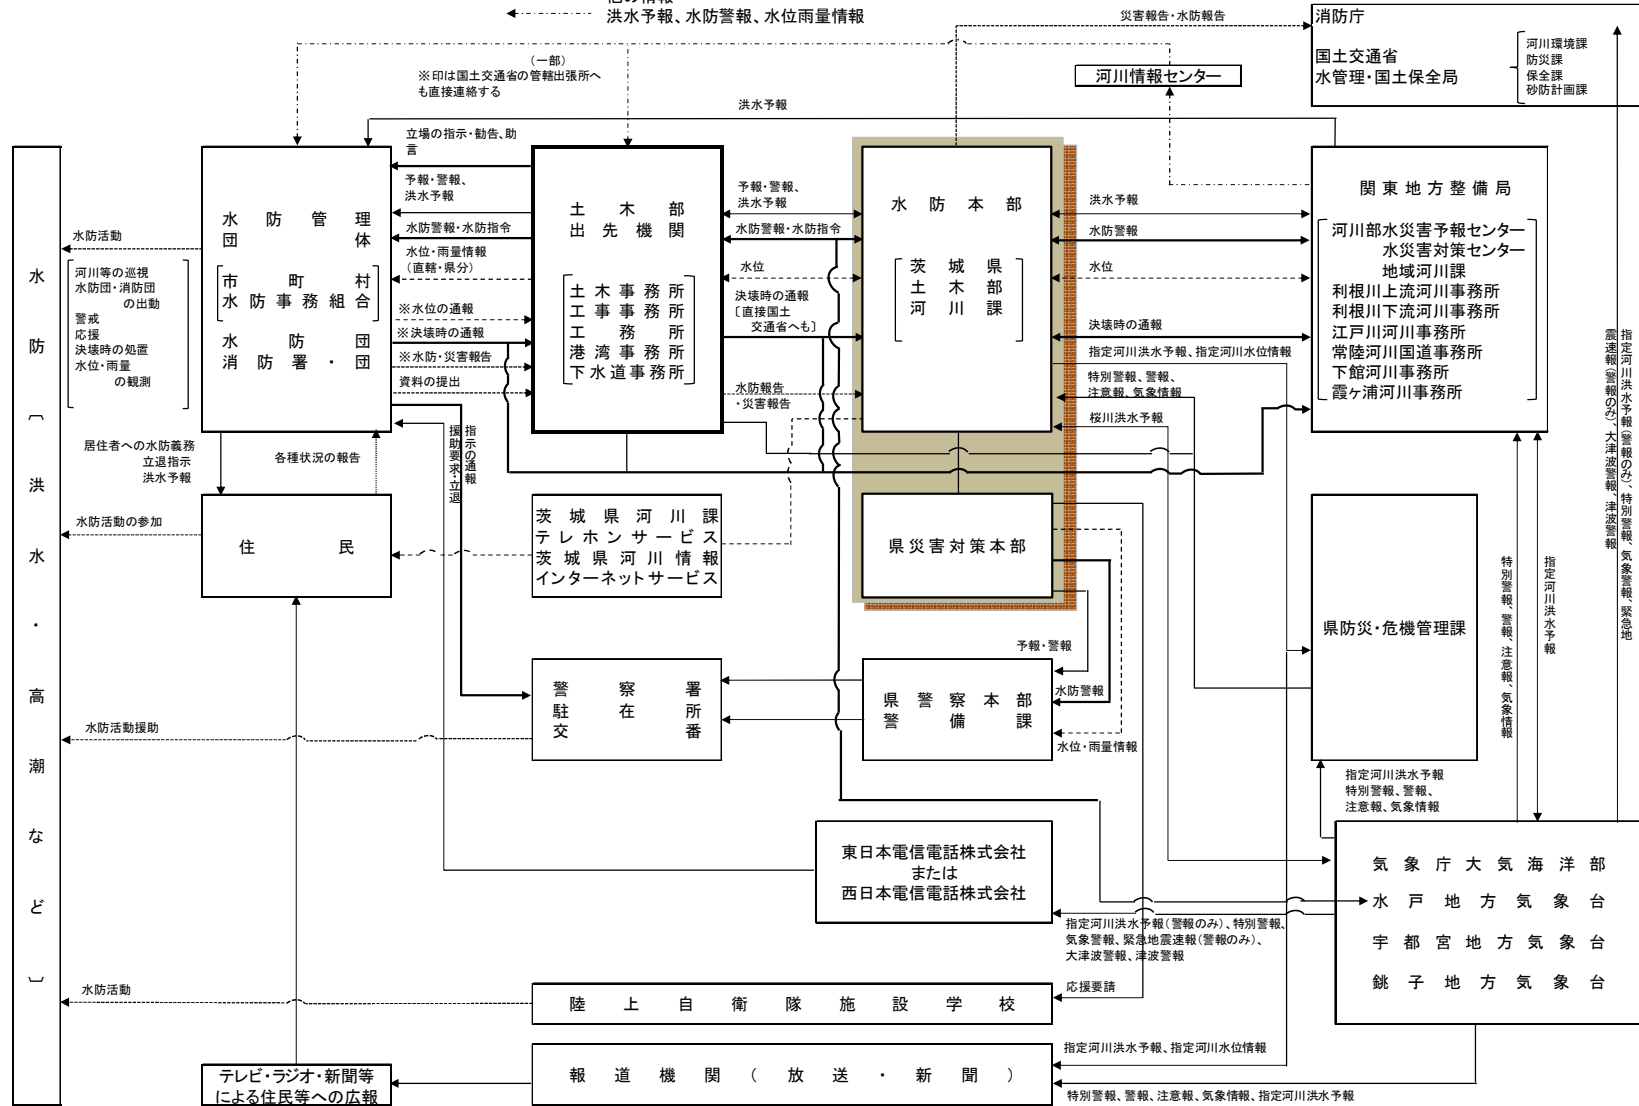 洪水予報、水防警報、水位雨量情報
災害報告・水防報告
消防庁
国土交通省
水管理・国土保全局
河川環境課
防災課
保全課
砂防計画課
(一部)
※印は国土交通省の管轄出張所へ
も直接連絡する
河川情報センター
洪水予報
水防〔洪水・高潮など〕
水防活動
河川等の巡視
水防団・消防団
の出動
警戒
応援
決壊時の処置
水位・雨量
の観測
水防管理
団体
市町村
水防事務組合
水防団
消防署・団
立場の指示・勧告、助
言
予報・警報、
洪水予報
水防警報・水防指令
水位・雨量情報
(直轄・県分)
※水位の通報
※決壊時の通報
※水防・災害報告
資料の提出
土木部
出先機関
土木事務所
工事事務所
工務所
港湾事務所
下水道事務所
予報・警報、
洪水予報
水防警報・水防指令
水位
決壊時の通報
〔直接国土
交通省へも〕
水防報告
・災害報告
水防本部
茨城県
土木部
河川課
洪水予報
水防警報
水位
決壊時の通報
指定河川洪水予報、指定河川水位情報
特別警報、警報、
注意報、気象情報
桜川洪水予報
関東地方整備局
河川部水災害予報センター
水災害対策センター
地域河川課
利根川上流河川事務所
利根川下流河川事務所
江戸川河川事務所
常陸河川国道事務所
下館河川事務所
霞ヶ浦河川事務所
指定河川洪水予報(警報のみ)、特別警報、気象警報、緊急地
震速報(警報のみ)、大津波警報、津波警報
居住者への水防義務
立退指示
洪水予報
各種状況の報告
指示の通報
援助要求・立退
水防活動の参加
住民
茨城県河川課
テレホンサービス
茨城県河川情報
インターネットサービス
県災害対策本部
県防災・危機管理課
特別警報、警報、注意報、気象情報
指定河川洪水予報
予報・警報
水防警報
水位・雨量情報
警察署
駐在所
交番
県警察本部
警備課
水防活動援助
指定河川洪水予報
特別警報、警報、
注意報、気象情報
東日本電信電話株式会社
または
西日本電信電話株式会社
気象庁大気海洋部
水戸地方気象台
宇都宮地方気象台
銚子地方気象台
指定河川洪水予報(警報のみ)、特別警報、
気象警報、緊急地震速報(警報のみ)、
大津波警報、津波警報
水防活動
陸上自衛隊施設学校
応援要請
指定河川洪水予報、指定河川水位情報
テレビ・ラジオ・新聞等
による住民等への広報
報道機関(放送・新聞)
特別警報、警報、注意報、気象情報、指定河川洪水予報